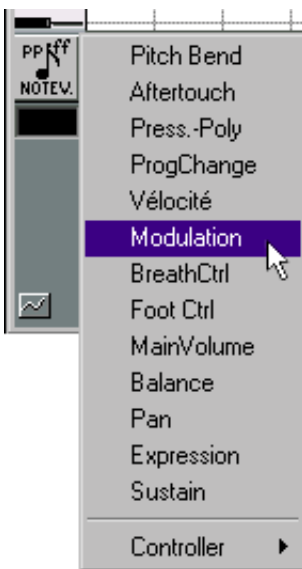 PP ff
NOTEV.
Pitch Bend
Aftertouch
Press.-Poly
ProgChange
Vélocité
Modulation
BreathCtrl
Foot Ctrl
MainVolume
Balance
Pan
Expression
Sustain
Controller